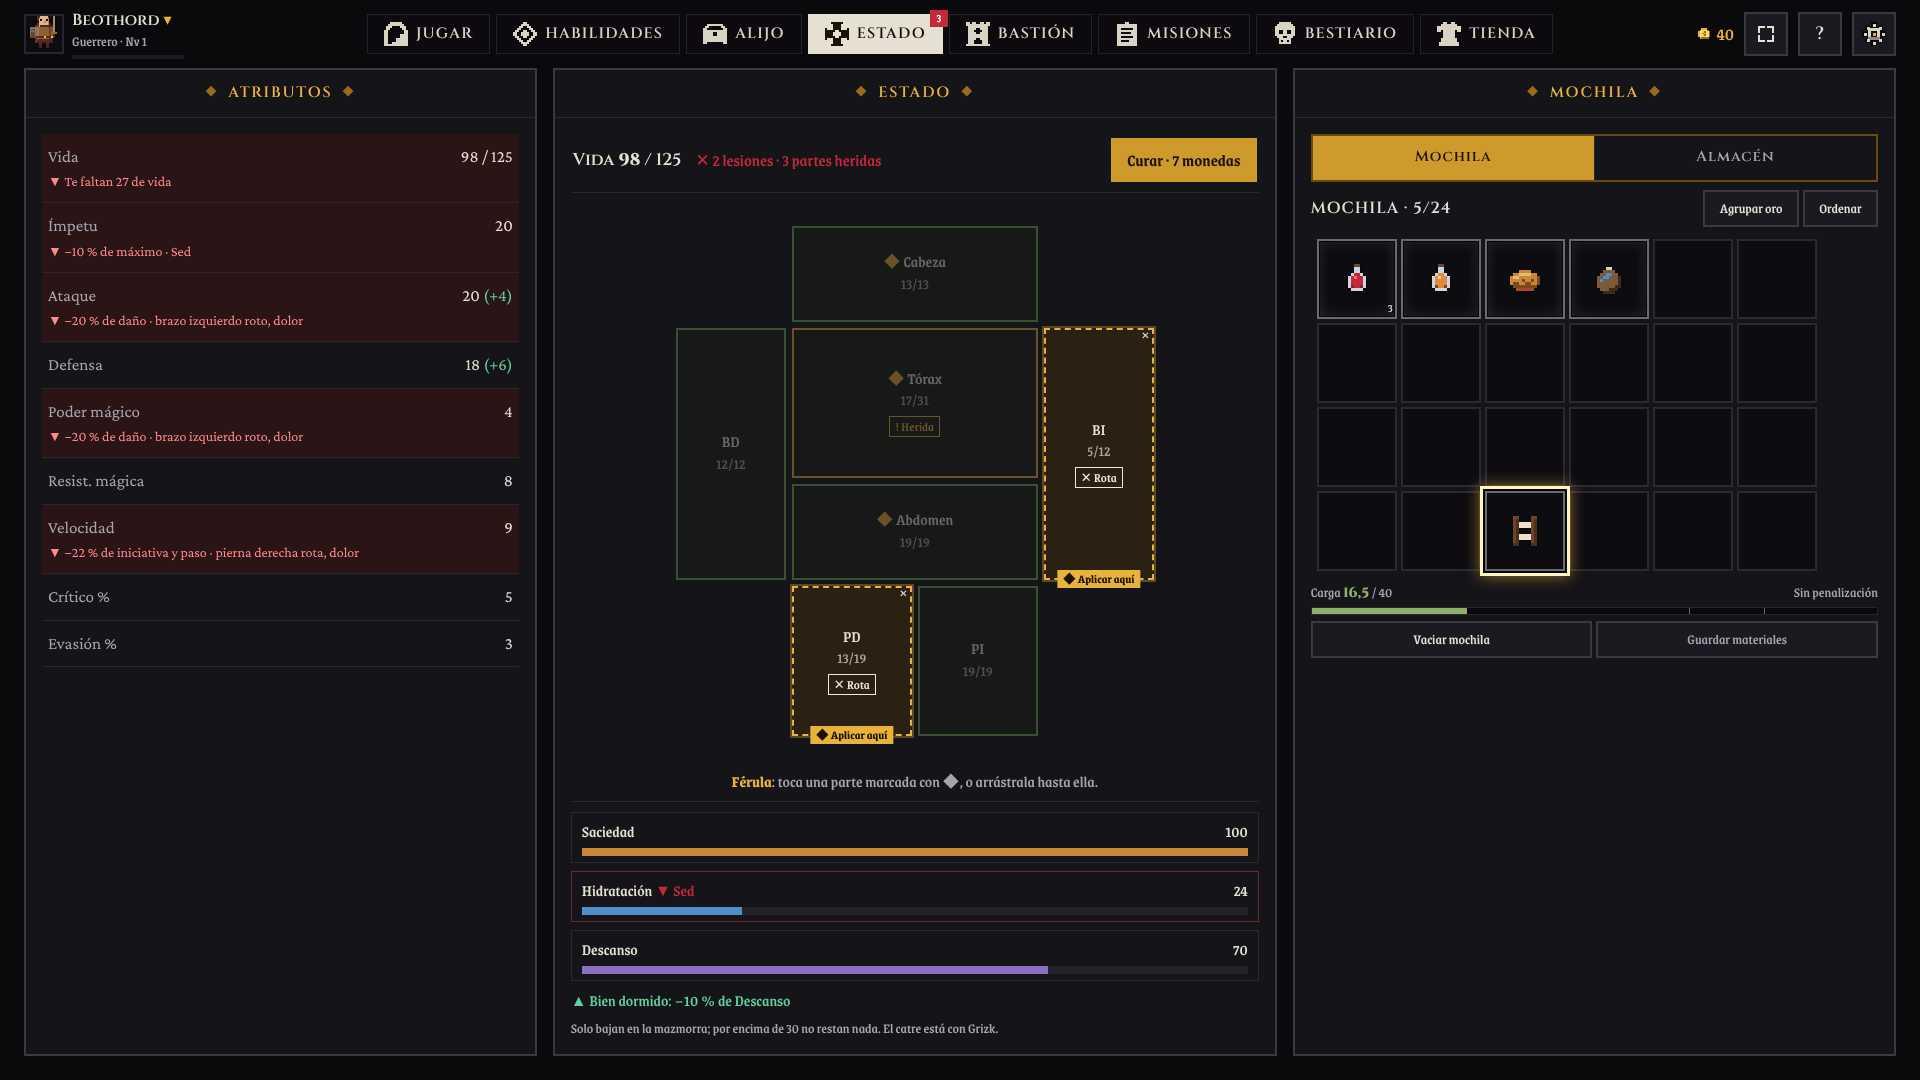 BEOTHORD ▼
Guerrero · Nv 1
JUGAR
HABILIDADES
ALIJO
ESTADO
3
BASTIÓN
MISIONES
BESTIARIO
TIENDA
40
?
ATRIBUTOS
Vida 98 / 125
▼ Te faltan 27 de vida
Ímpetu 20
▼ −10 % de máximo · Sed
Ataque 20 (+4)
▼ −20 % de daño · brazo izquierdo roto, dolor
Defensa 18 (+6)
Poder mágico 4
▼ −20 % de daño · brazo izquierdo roto, dolor
Resist. mágica 8
Velocidad 9
▼ −22 % de iniciativa y paso · pierna derecha rota, dolor
Crítico % 5
Evasión % 3
ESTADO
VIDA 98 / 125 ✕ 2 lesiones · 3 partes heridas
Curar · 7 monedas
◆ Cabeza
13/13
◆ Tórax
17/31
! Herida
BD
12/12
✕
BI
5/12
✕ Rota
◆ Aplicar aquí
◆ Abdomen
19/19
✕
PD
13/19
✕ Rota
◆ Aplicar aquí
PI
19/19
Férula: toca una parte marcada con ◆, o arrástrala hasta ella.
Saciedad 100
Hidratación ▼ Sed 24
Descanso 70
▲ Bien dormido: −10 % de Descanso
Solo bajan en la mazmorra; por encima de 30 no restan nada. El catre está con Grizk.
MOCHILA
MOCHILA
ALMACÉN
MOCHILA · 5/24
Agrupar oro
Ordenar
3
Carga 16,5 / 40
Sin penalización
Vaciar mochila
Guardar materiales